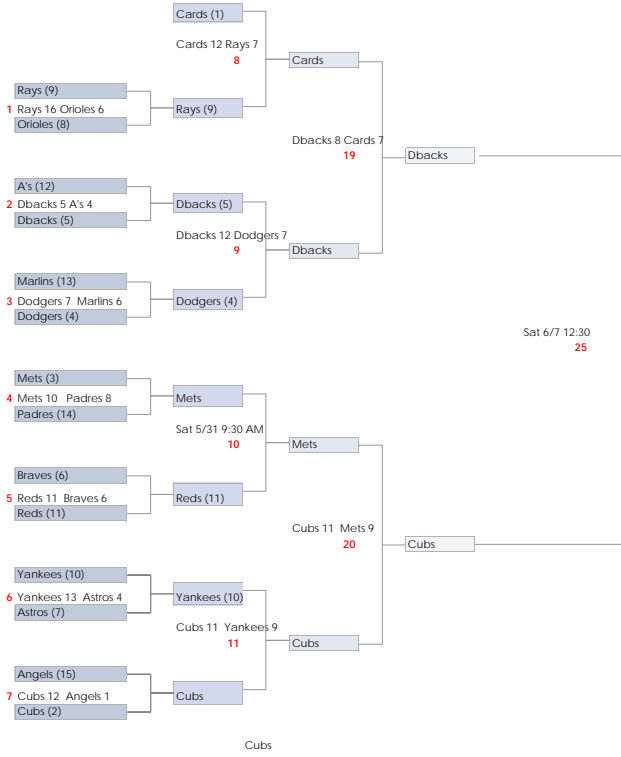 Cards (1)
Cards 12 Rays 7
8
Cards
Rays (9)
1 Rays 16 Orioles 6
Rays (9)
Orioles (8)
Dbacks 8 Cards 7
19
Dbacks
A's (12)
2 Dbacks 5 A's 4
Dbacks (5)
Dbacks (5)
Dbacks 12 Dodgers 7
9
Dbacks
Marlins (13)
3 Dodgers 7 Marlins 6
Dodgers (4)
Dodgers (4)
Sat 6/7 12:30
25
Mets (3)
4 Mets 10 Padres 8
Mets
Padres (14)
Sat 5/31 9:30 AM
10
Mets
Braves (6)
5 Reds 11 Braves 6
Reds (11)
Reds (11)
Cubs 11 Mets 9
20
Cubs
Yankees (10)
6 Yankees 13 Astros 4
Yankees (10)
Astros (7)
Cubs 11 Yankees 9
11
Cubs
Angels (15)
7 Cubs 12 Angels 1
Cubs
Cubs (2)
Cubs